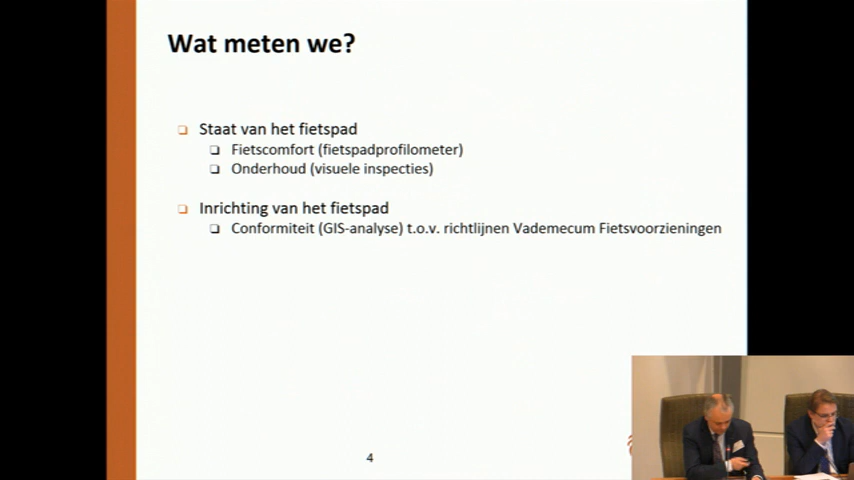 Wat meten we?
Staat van het fietspad
Fietscomfort (fietspadprofilometer)
Onderhoud (visuele inspecties)
Inrichting van het fietspad
Conformiteit (GIS-analyse) t.o.v. richtlijnen Vademecum Fietsvoorzieningen
4